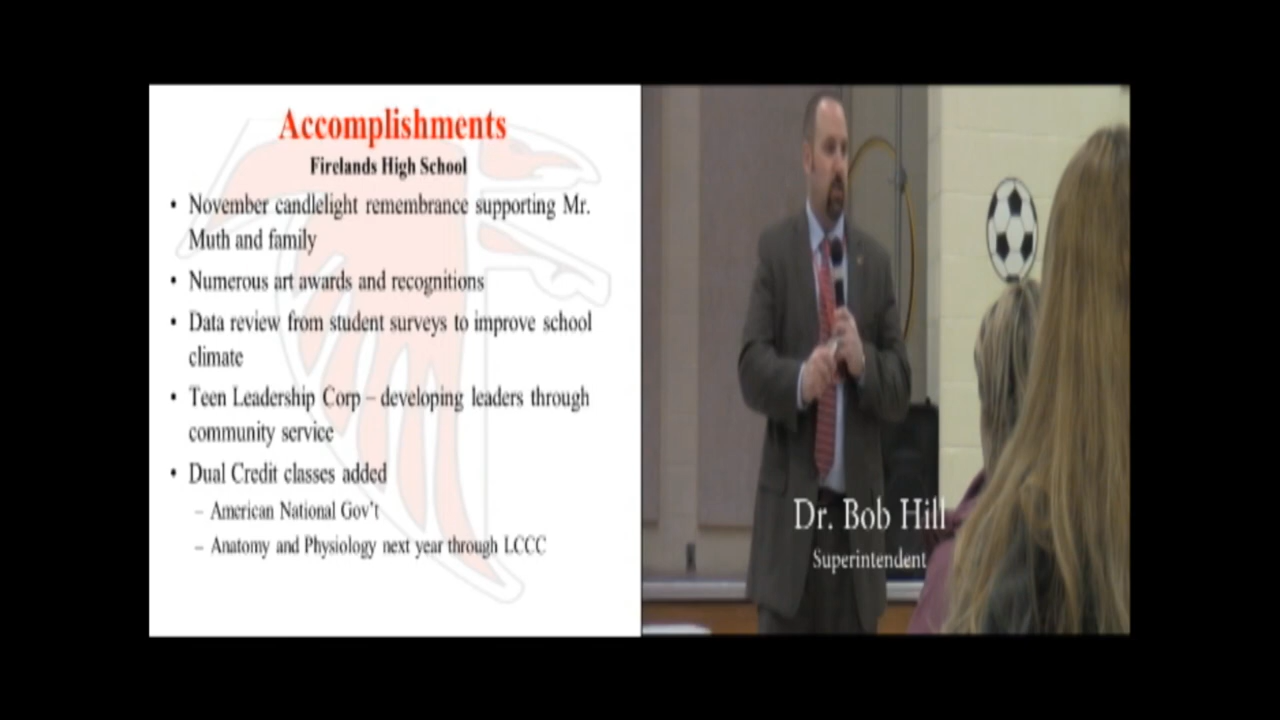 Accomplishments
Firelands High School
• November candlelight remembrance supporting Mr.
Muth and family
• Numerous art awards and recognitions
• Data review from student surveys to improve school
climate
• Teen Leadership Corp – developing leaders through
community service
• Dual Credit classes added
– American National Gov't
– Anatomy and Physiology next year through LCCC
Dr. Bob Hill
Superintendent